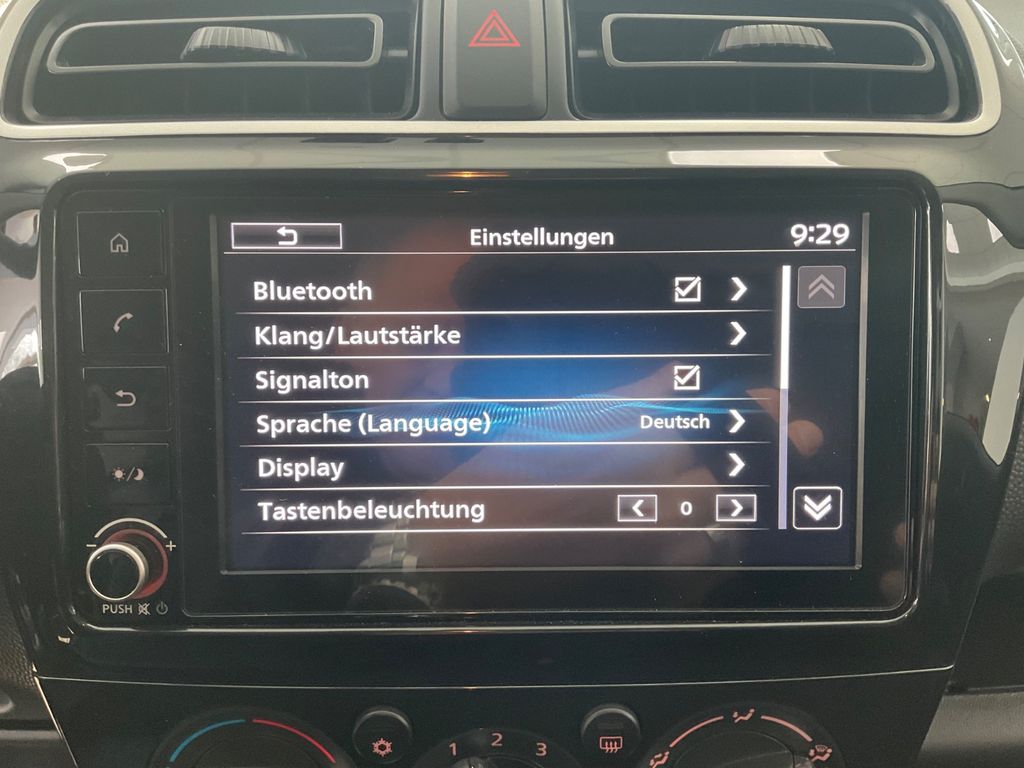 Einstellungen 9:29
Bluetooth
Klang/Lautstärke
Signalton
Sprache (Language) Deutsch
Display
Tastenbeleuchtung 0
- +
PUSH
1 2 3